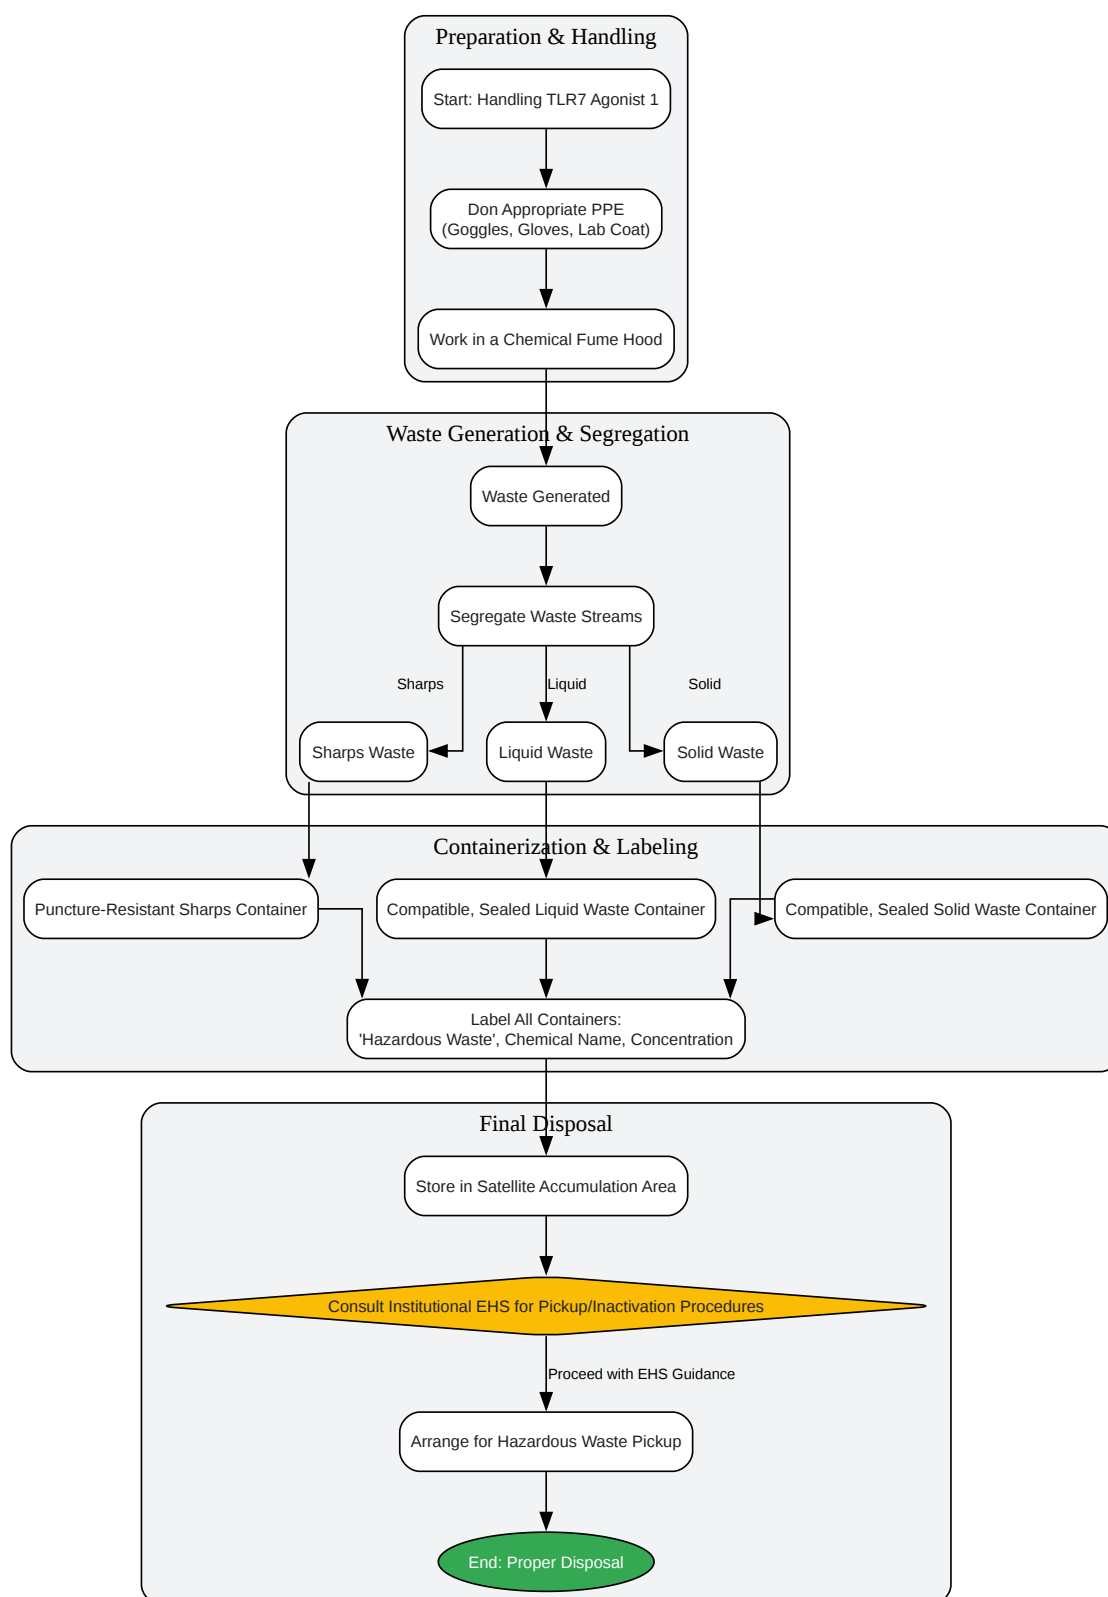 Preparation & Handling
Start: Handling TLR7 Agonist 1
Don Appropriate PPE
(Goggles, Gloves, Lab Coat)
Work in a Chemical Fume Hood
Waste Generation & Segregation
Waste Generated
Segregate Waste Streams
Sharps
Liquid
Solid
Sharps Waste
Liquid Waste
Solid Waste
Containerization & Labeling
Puncture-Resistant Sharps Container
Compatible, Sealed Liquid Waste Container
Compatible, Sealed Solid Waste Container
Label All Containers:
'Hazardous Waste', Chemical Name, Concentration
Final Disposal
Store in Satellite Accumulation Area
Consult Institutional EHS for Pickup/Inactivation Procedures
Proceed with EHS Guidance
Arrange for Hazardous Waste Pickup
End: Proper Disposal